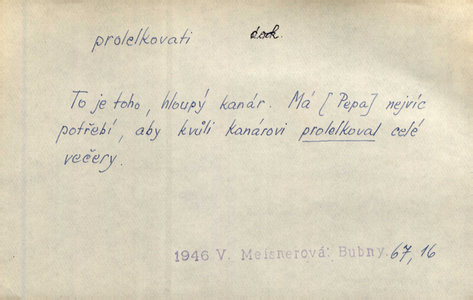 prolelkovati dok.
To je toho, hloupý kanár. Má [Pepa] nejvíc
potřebí, aby kvůli kanárovi prolelkoval celé
večery.
1946 V. Meisnerová: Bubny. 67, 16